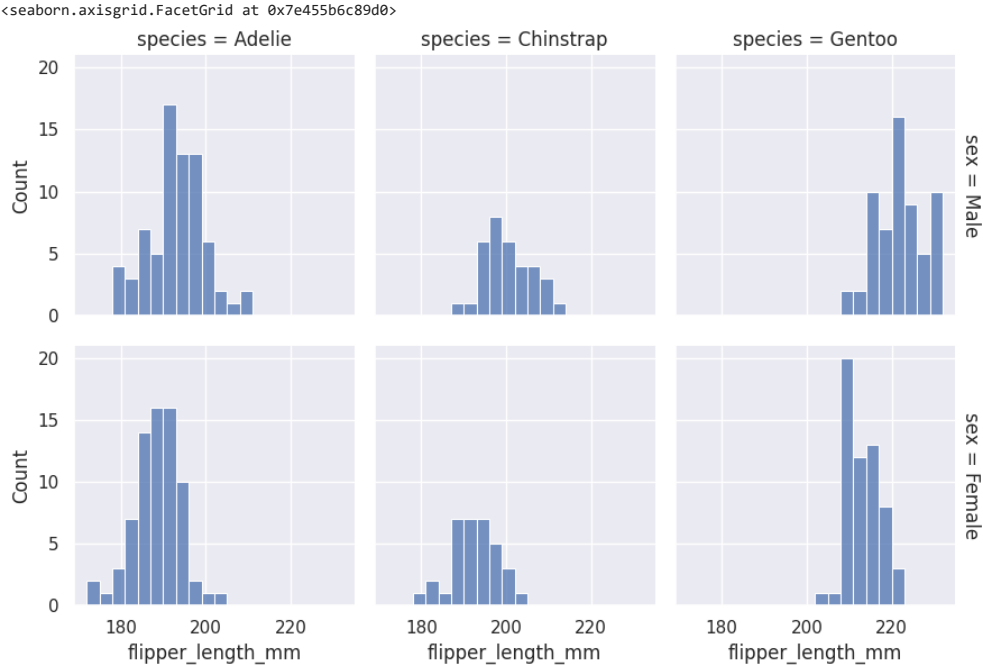 <seaborn.axisgrid.FacetGrid at 0x7e455b6c89d0>
species = Adelie
species = Chinstrap
species = Gentoo
20
15
10
5
0
Count
sex = Male
20
15
10
5
0
Count
sex = Female
180
200
220
180
200
220
180
200
220
flipper_length_mm
flipper_length_mm
flipper_length_mm